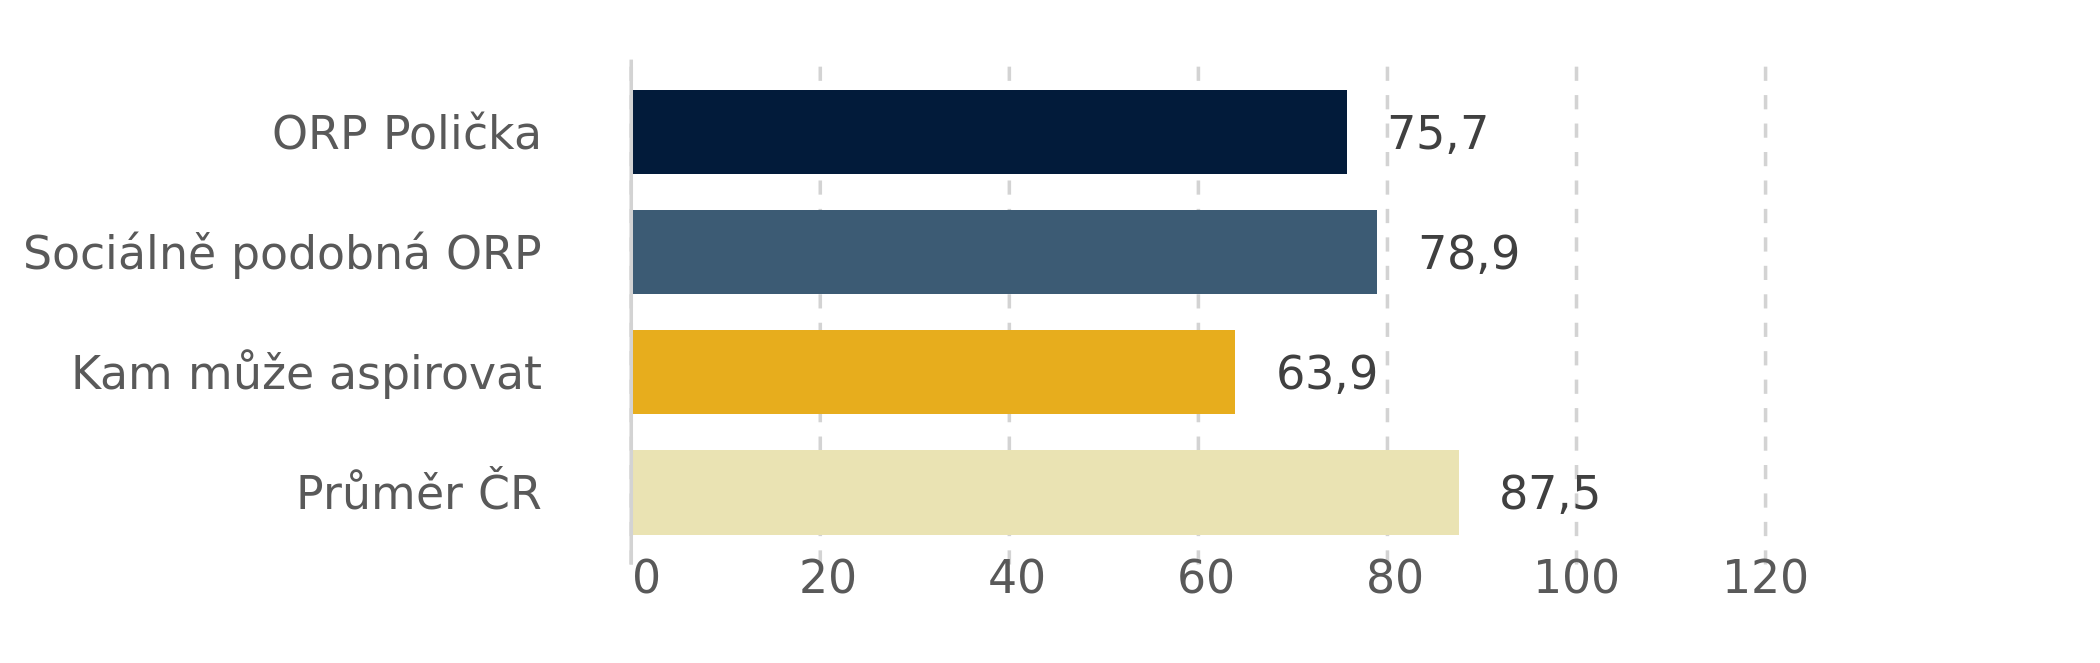 ORP Polička 75,7
Sociálně podobná ORP 78,9
Kam může aspirovat 63,9
Průměr ČR 87,5
0 20 40 60 80 100 120